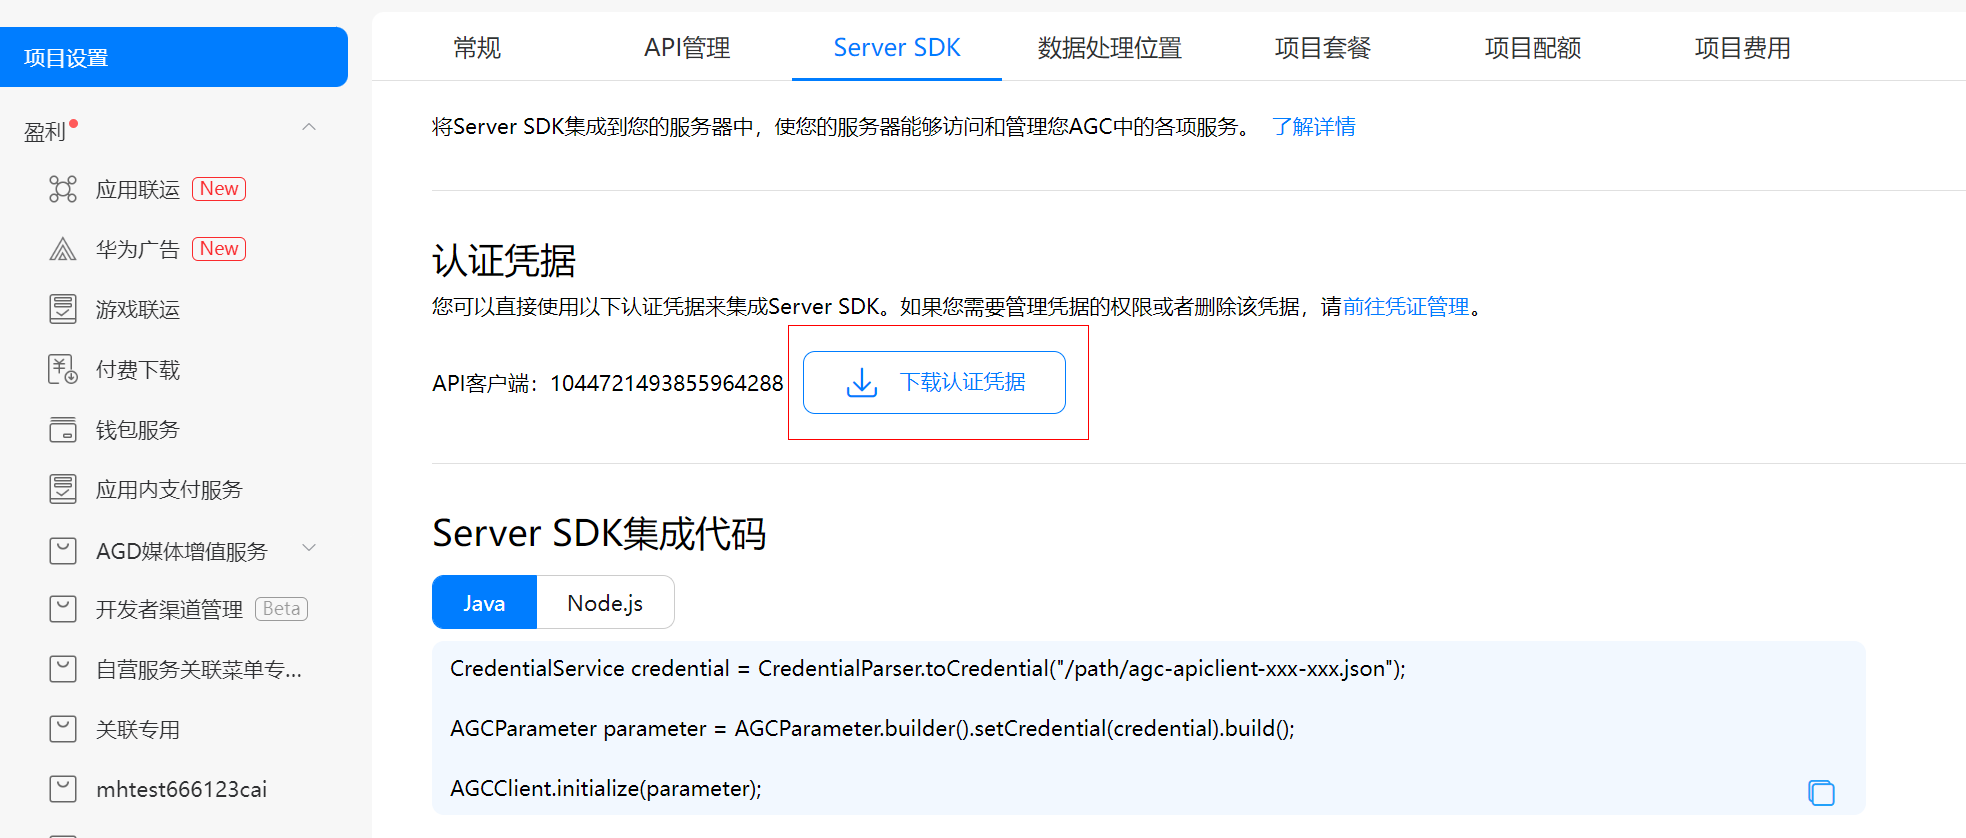 项目设置
盈利
应用联运 New
华为广告 New
游戏联运
付费下载
钱包服务
应用内支付服务
AGD媒体增值服务
开发者渠道管理 Beta
自营服务关联菜单专...
关联专用
mhtest666123cai
常规 API管理 Server SDK 数据处理位置 项目套餐 项目配额 项目费用
将Server SDK集成到您的服务器中，使您的服务器能够访问和管理您AGC中的各项服务。 了解详情
认证凭据
您可以直接使用以下认证凭据来集成Server SDK。如果您需要管理凭据的权限或者删除该凭据，请前往凭证管理。
API客户端：1044721493855964288 下载认证凭据
Server SDK集成代码
Java Node.js
CredentialService credential = CredentialParser.toCredential("/path/agc-apiclient-xxx-xxx.json");
AGCParameter parameter = AGCParameter.builder().setCredential(credential).build();
AGCClient.initialize(parameter);